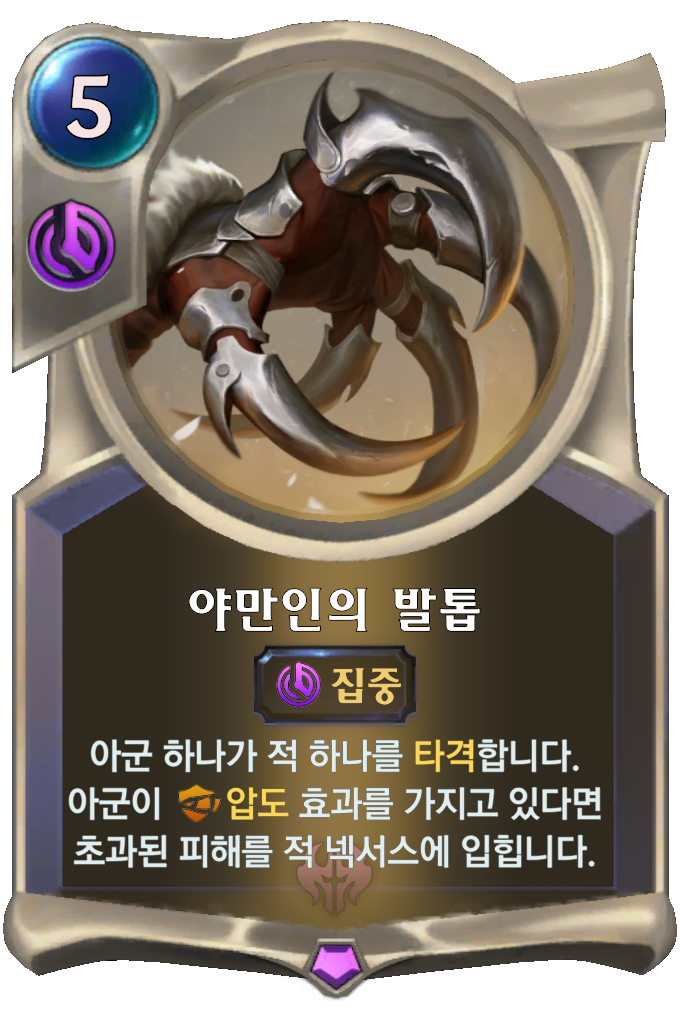 5
야만인의 발톱
집중
아군 하나가 적 하나를 타격합니다.
아군이 압도 효과를 가지고 있다면
초과된 피해를 적 넥서스에 입힙니다.